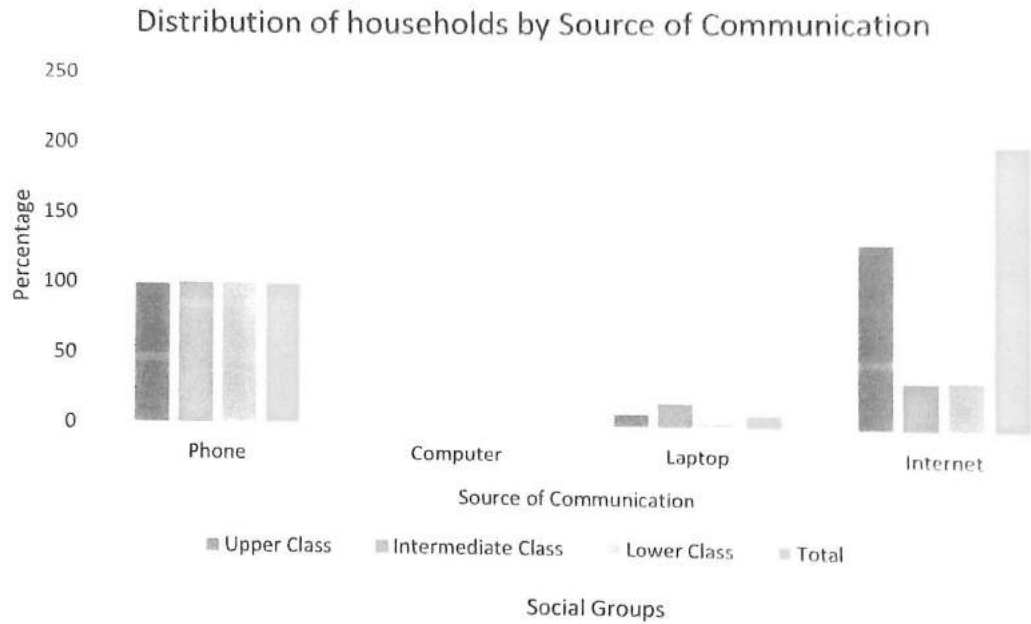 Distribution of households by Source of Communication
250
200
150
100
50
0
Percentage
Phone
Computer
Laptop
Internet
Source of Communication
Upper Class
Intermediate Class
Lower Class
Total
Social Groups